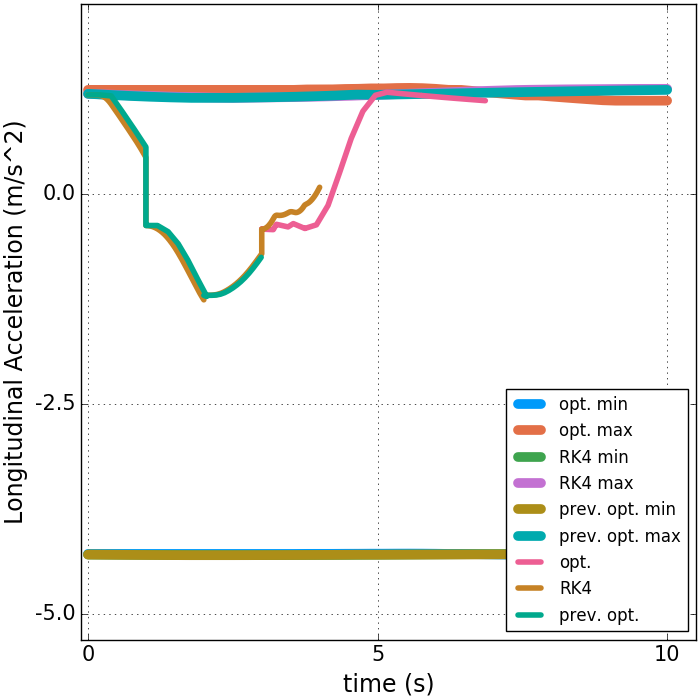 Longitudinal Acceleration (m/s^2)
0.0
-2.5
-5.0
0
5
10
time (s)
opt. min
opt. max
RK4 min
RK4 max
prev. opt. min
prev. opt. max
opt.
RK4
prev. opt.